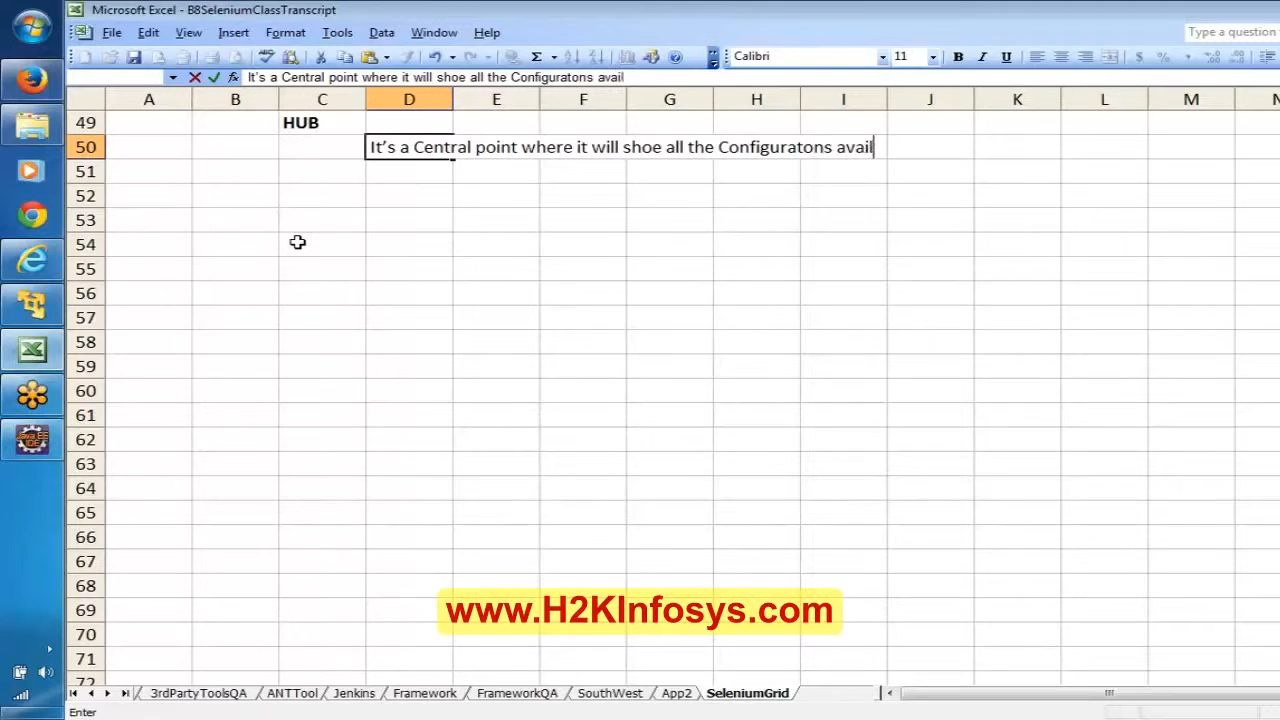 Microsoft Excel - B8SeleniumClassTranscript
File Edit View Insert Format Tools Data Window Help
Type a question
Calibri 11 B I U $ %
fx It's a Central point where it will shoe all the Configuratons avail
A B C D E F G H I J K L M N
49 HUB
50 It's a Central point where it will shoe all the Configuratons avail
51
52
53
54
55
56
57
58
59
60
61
62
63
64
65
66
67
68
69
www.H2KInfosys.com
70
71
72
3rdPartyToolsQA ANTTool Jenkins Framework FrameworkQA SouthWest App2 SeleniumGrid
Enter